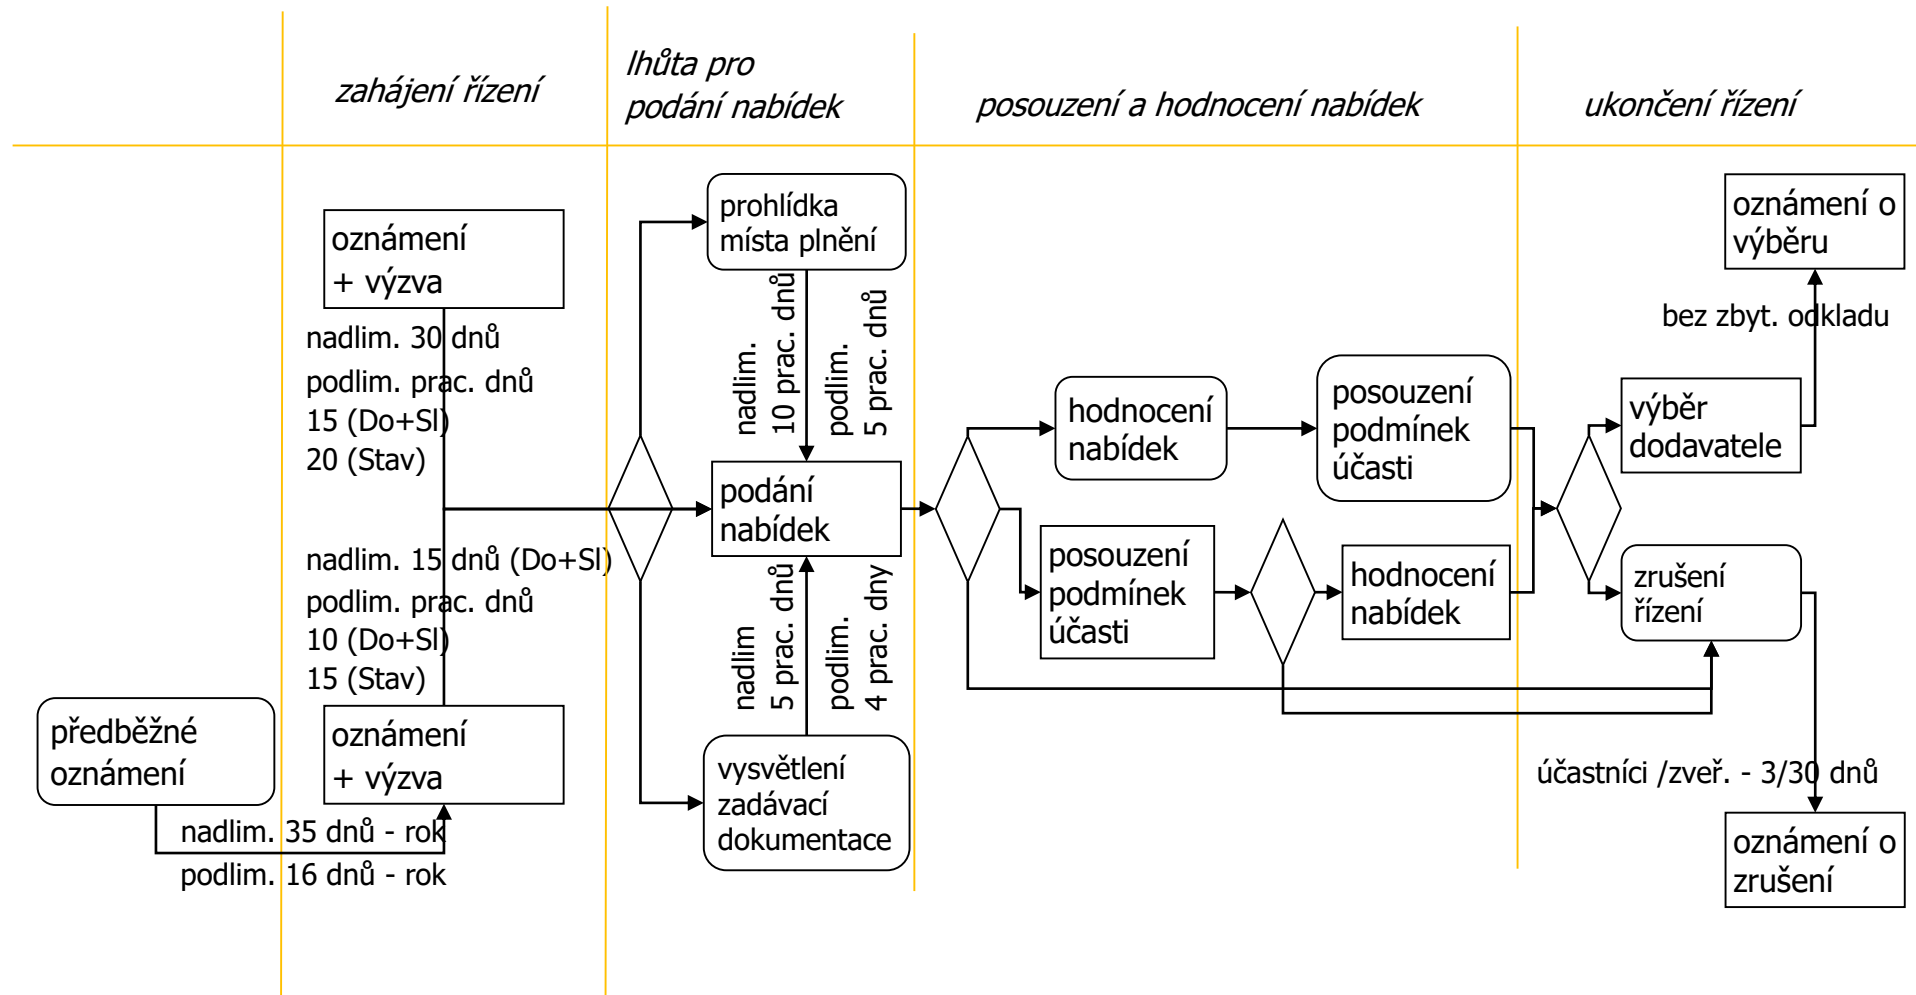 zahájení řízení
lhůta pro
podání nabídek
posouzení a hodnocení nabídek
ukončení řízení
předběžné
oznámení
nadlim. 35 dnů - rok
podlim. 16 dnů - rok
oznámení
+ výzva
nadlim. 30 dnů
podlim. prac. dnů
15 (Do+Sl)
20 (Stav)
nadlim. 15 dnů (Do+Sl)
podlim. prac. dnů
10 (Do+Sl)
15 (Stav)
oznámení
+ výzva
prohlídka
místa plnění
nadlim.
10 prac. dnů
podlim.
5 prac. dnů
podání
nabídek
nadlim
5 prac. dnů
podlim.
4 prac. dny
vysvětlení
zadávací
dokumentace
hodnocení
nabídek
posouzení
podmínek
účasti
posouzení
podmínek
účasti
hodnocení
nabídek
oznámení o
výběru
bez zbyt. odkladu
výběr
dodavatele
zrušení
řízení
účastníci /zveř. - 3/30 dnů
oznámení o
zrušení